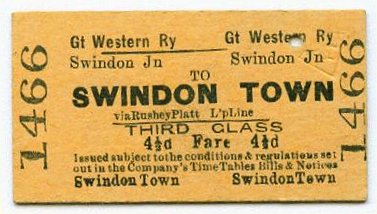 1466
Gt Western Ry Gt Western Ry
Swindon Jn Swindon Jn
TO
SWINDON TOWN
via Rushey Platt L'p Line
THIRD CLASS
4½d Fare 4½d
Issued subject to the conditions & regulations set
out in the Company's Time Tables Bills & Notices
Swindon Town Swindon Town
1466